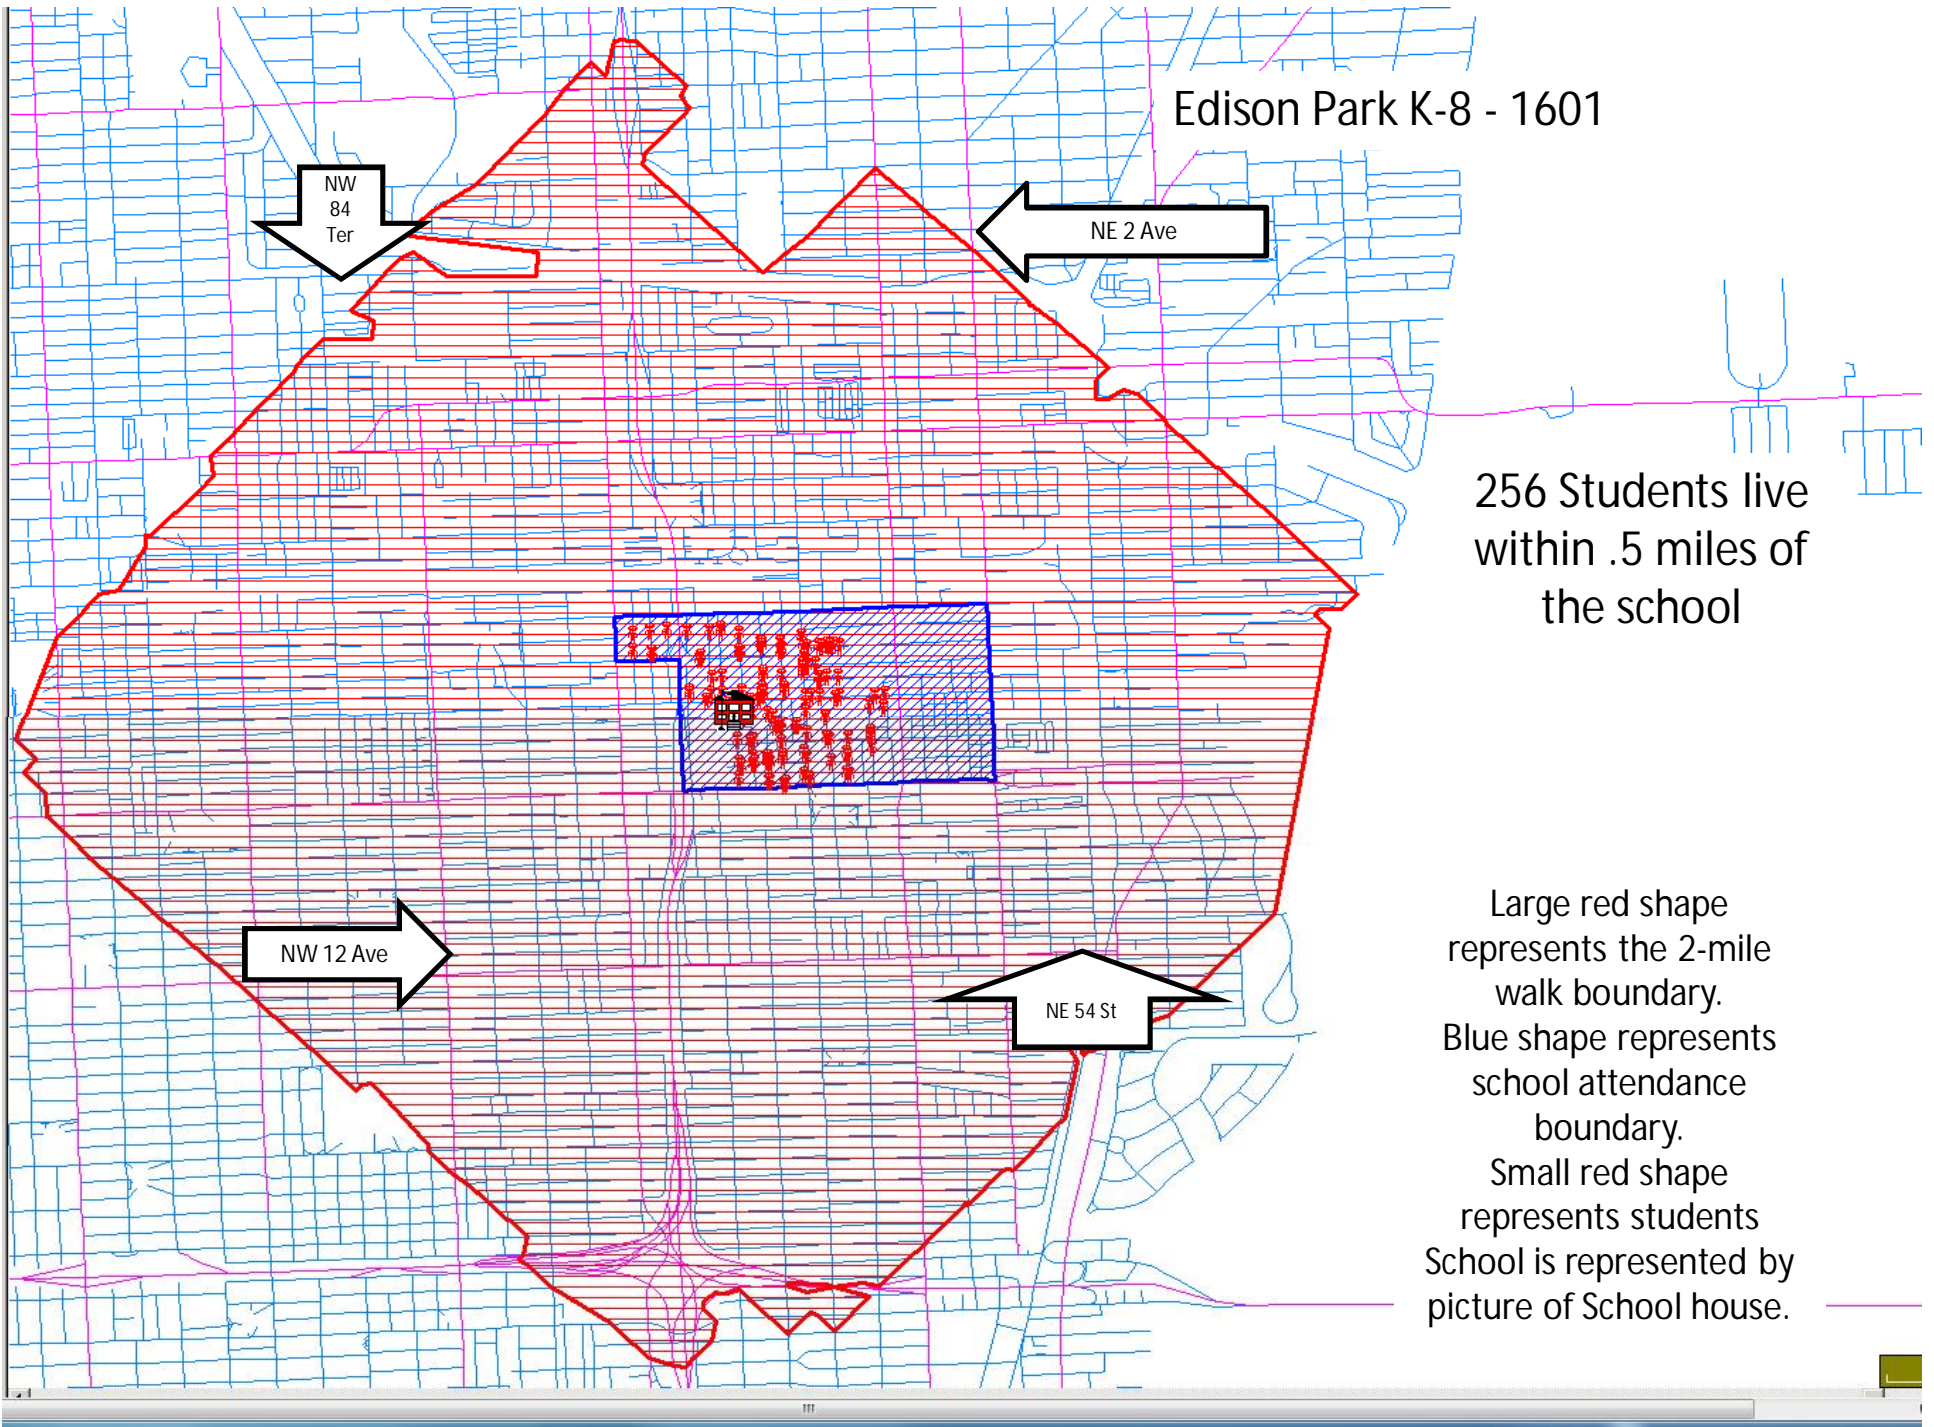 Edison Park K-8 - 1601
NW
84
Ter
NE 2 Ave
256 Students live
within .5 miles of
the school
Large red shape
represents the 2-mile
walk boundary.
Blue shape represents
school attendance
boundary.
Small red shape
represents students
School is represented by
picture of School house.
NW 12 Ave
NE 54 St